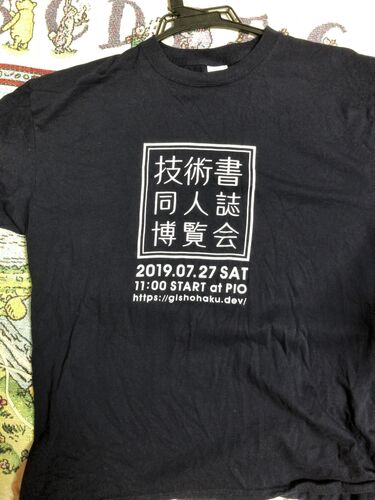 技術書
同人誌
博覧会
2019.07.27 SAT
11:00 START at PIO
https://gishohaku.dev/